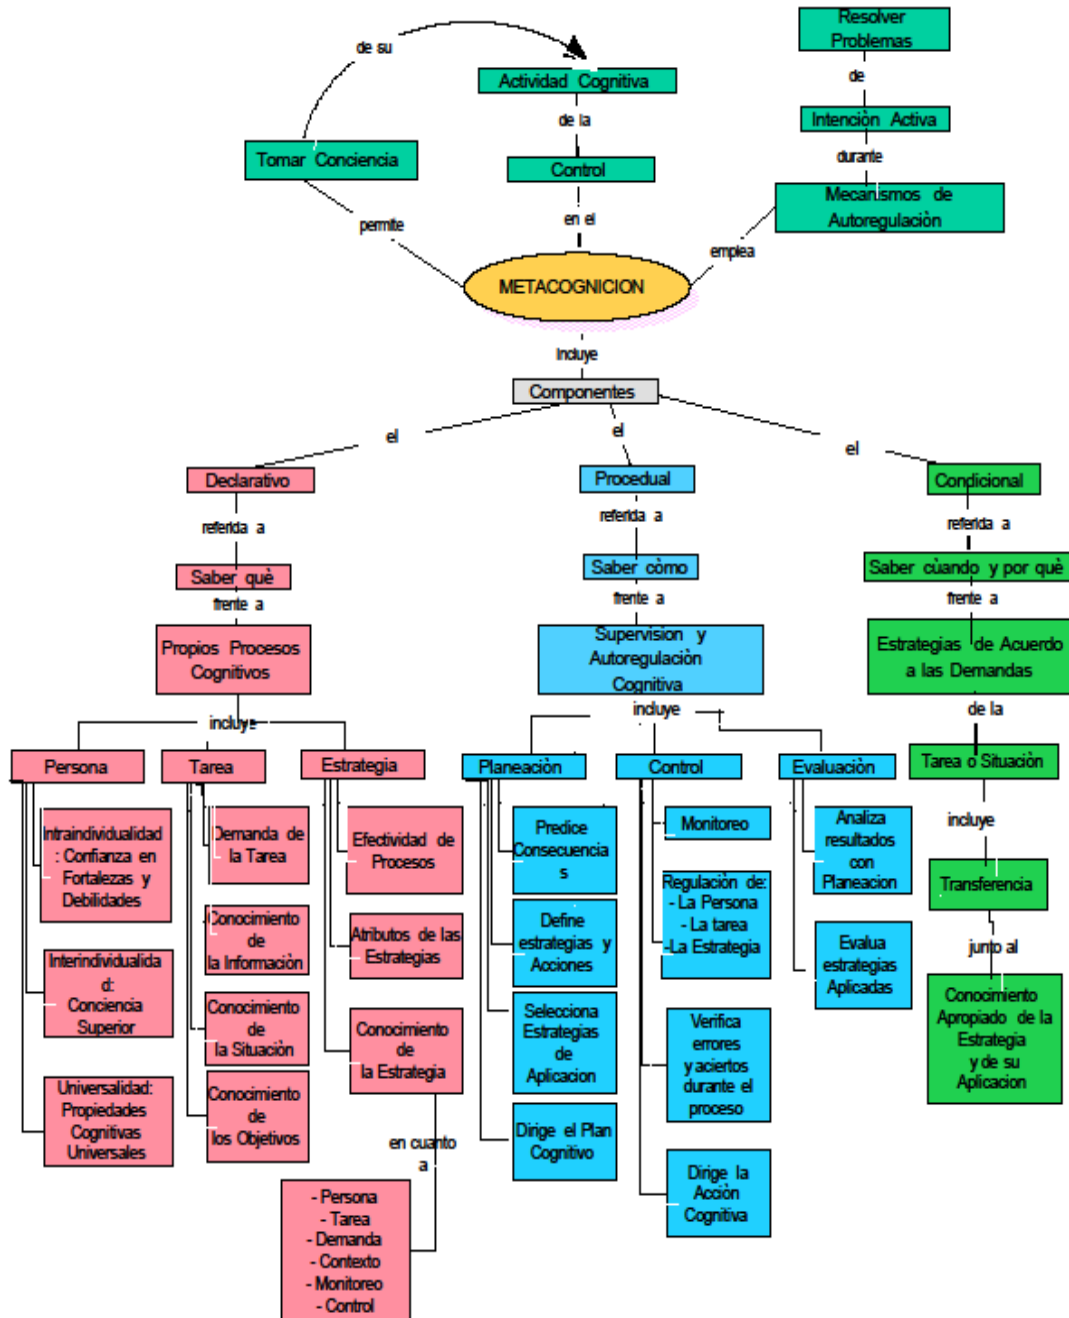 Resolver
Problemas
de su
Actividad Cognitiva
de
de la
Intenciòn Activa
Tomar Conciencia
Control
durante
Mecanismos de
Autoregulaciòn
permite
en el
emplea
METACOGNICION
Incluye
Componentes
el
el
el
Declarativo
Procedual
Condicional
referida a
referida a
referida a
Saber què
Saber còmo
Saber cùando y por què
frente a
frente a
frente a
Propios Procesos
Cognitivos
Supervision y
Autoregulaciòn
Cognitiva
Estrategias de Acuerdo
a las Demandas
incluye
incluye
de la
Persona
Tarea
Estrategia
Planeaciòn
Control
Evaluaciòn
Tarea o Situaciòn
Intraindividualidad
: Confianza en
Fortalezas y
Debilidades
Demanda de
la Tarea
Efectividad de
Procesos
Predice
Consecuencia
s
Monitoreo
Analiza
resultados
con
Planeacion
incluye
Transferencia
Interindividualida
d:
Conciencia
Superior
Conocimiento
de
la Informaciòn
Atributos de las
Estrategias
Define
estrategias y
Acciones
Regulaciòn de:
- La Persona
- La tarea
-La Estrategia
Evalua
estrategias
Aplicadas
junto al
Universalidad:
Propiedades
Cognitivas
Universales
Conocimiento
de
la Situaciòn
Conocimiento
de
la Estrategia
Selecciona
Estrategias
de
Aplicacion
Verifica
errores
y aciertos
durante el
proceso
Conocimiento
Apropiado de la
Estrategia
y de su
Aplicacion
Conocimiento
de
los Objetivos
en cuanto
a
Dirige el Plan
Cognitivo
Dirige la
Acciòn
Cognitiva
- Persona
- Tarea
- Demanda
- Contexto
- Monitoreo
- Control